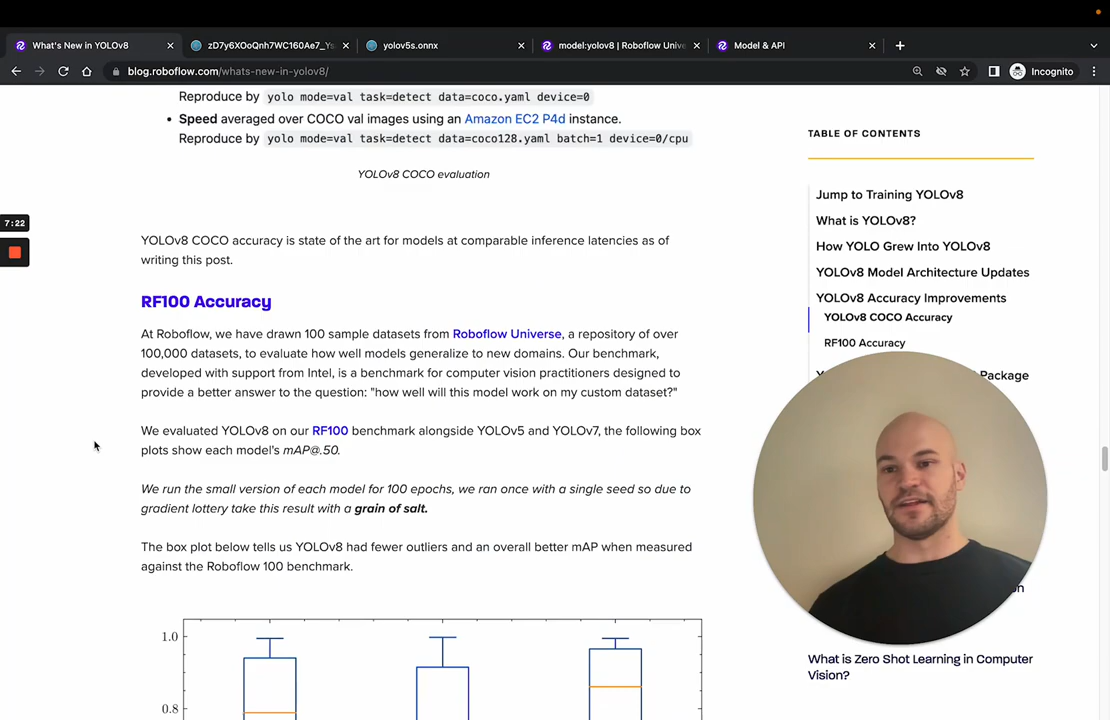 What's New in YOLOv8
zD7y6XOoQnh7WC160Ae7_Ys
yolov5s.onnx
model:yolov8 | Roboflow Unive
Model & API
blog.roboflow.com/whats-new-in-yolov8/
Incognito
Reproduce by yolo mode=val task=detect data=coco.yaml device=0
• Speed averaged over COCO val images using an Amazon EC2 P4d instance.
Reproduce by yolo mode=val task=detect data=coco128.yaml batch=1 device=0/cpu
YOLOv8 COCO evaluation
7:22
YOLOv8 COCO accuracy is state of the art for models at comparable inference latencies as of
writing this post.
RF100 Accuracy
At Roboflow, we have drawn 100 sample datasets from Roboflow Universe, a repository of over
100,000 datasets, to evaluate how well models generalize to new domains. Our benchmark,
developed with support from Intel, is a benchmark for computer vision practitioners designed to
provide a better answer to the question: "how well will this model work on my custom dataset?"
We evaluated YOLOv8 on our RF100 benchmark alongside YOLOv5 and YOLOv7, the following box
plots show each model's mAP@.50.
We run the small version of each model for 100 epochs, we ran once with a single seed so due to
gradient lottery take this result with a grain of salt.
The box plot below tells us YOLOv8 had fewer outliers and an overall better mAP when measured
against the Roboflow 100 benchmark.
1.0
0.8
TABLE OF CONTENTS
Jump to Training YOLOv8
What is YOLOv8?
How YOLO Grew Into YOLOv8
YOLOv8 Model Architecture Updates
YOLOv8 Accuracy Improvements
YOLOv8 COCO Accuracy
RF100 Accuracy
Package
What is Zero Shot Learning in Computer
Vision?